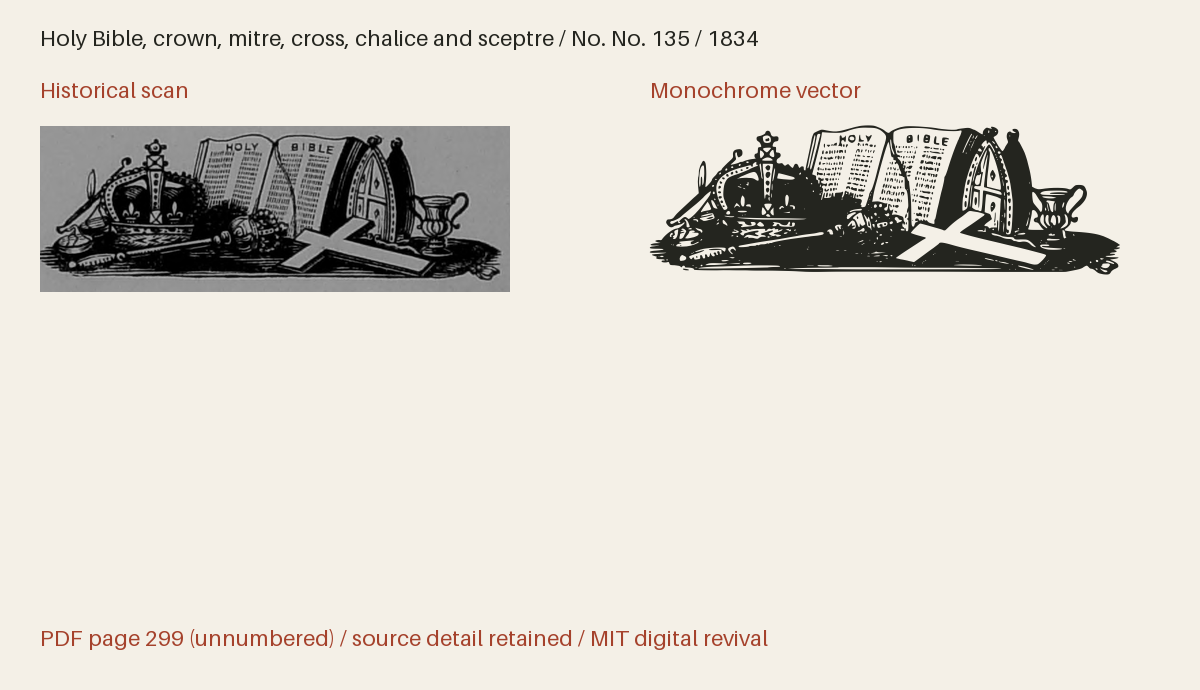 Holy Bible, crown, mitre, cross, chalice and sceptre / No. No. 135 / 1834
Historical scan
Monochrome vector
HOLY BIBLE
HOLY BIBLE
PDF page 299 (unnumbered) / source detail retained / MIT digital revival